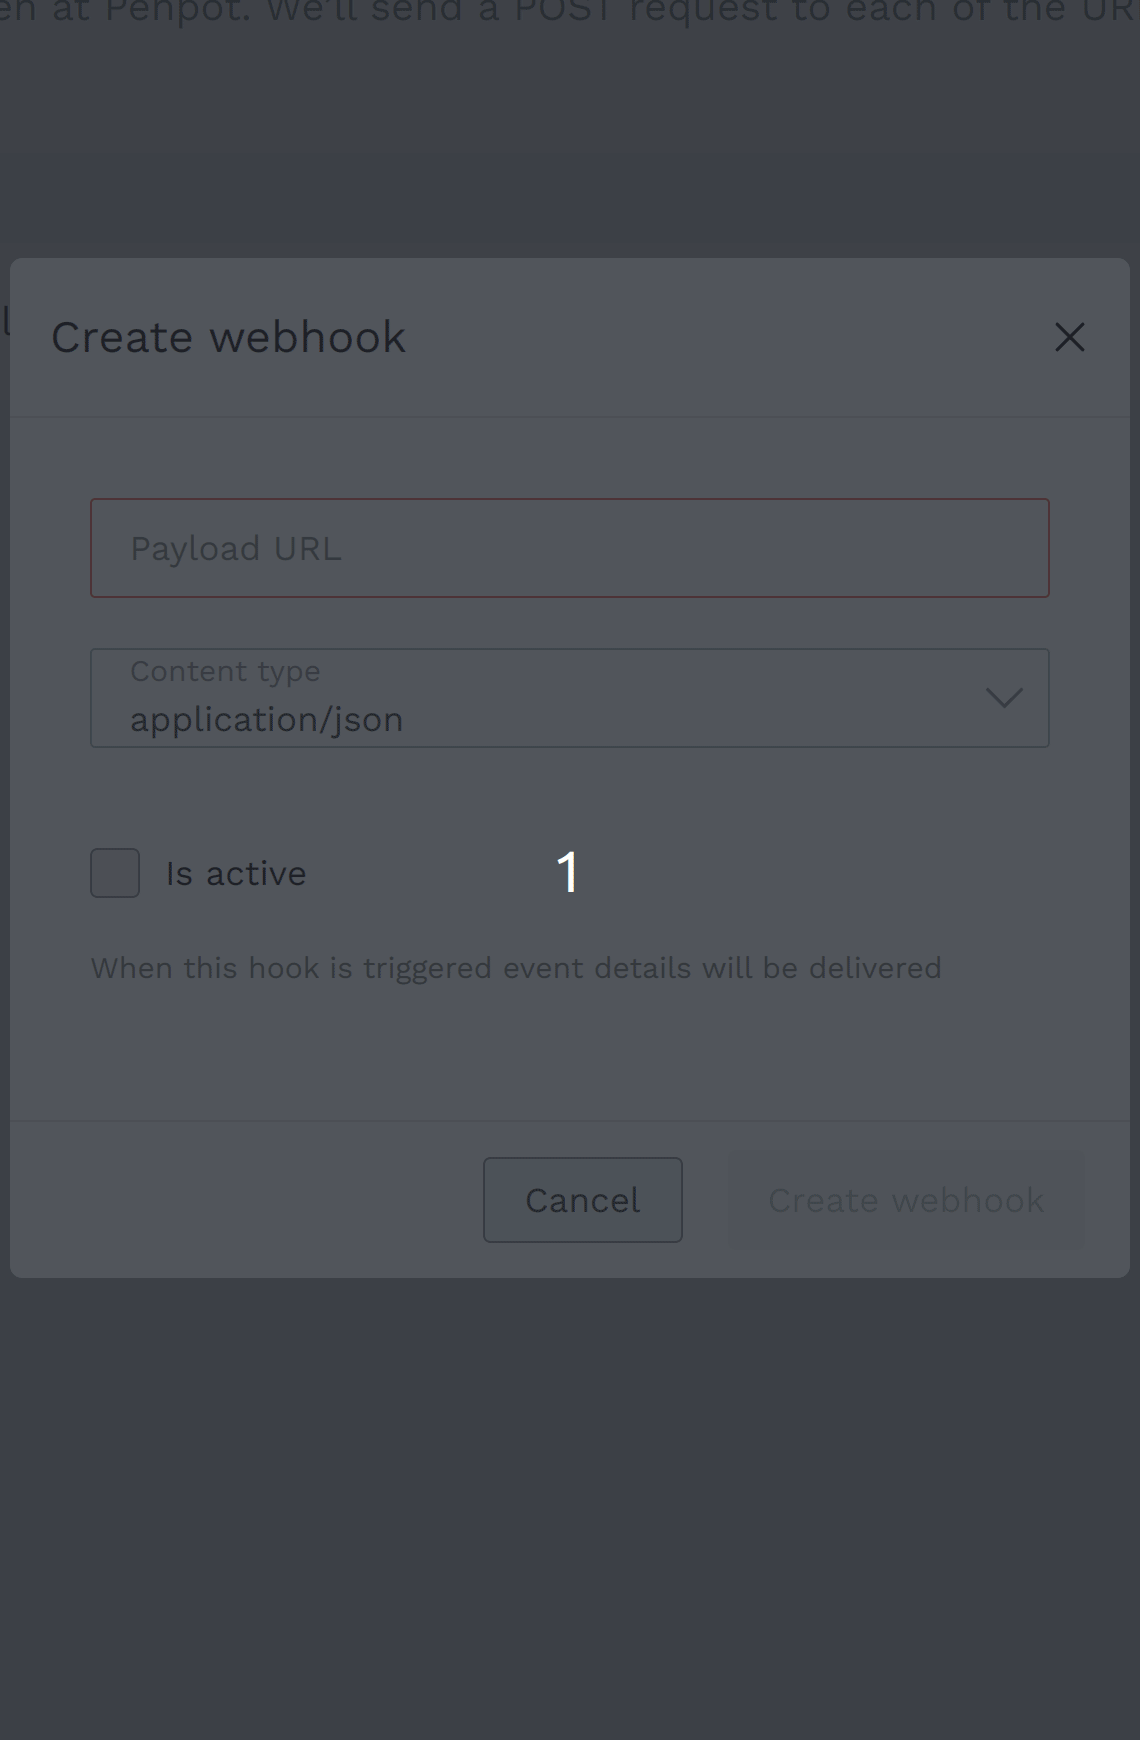 en at Penpot. We'll send a POST request to each of the UR
l
Create webhook
Payload URL
Content type
application/json
Is active
1
When this hook is triggered event details will be delivered
Cancel
Create webhook